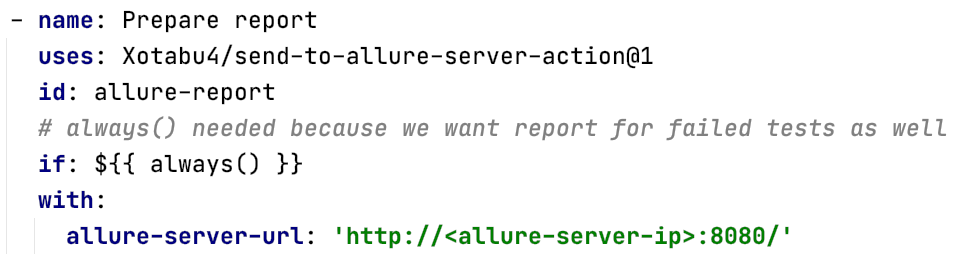 - name: Prepare report
uses: Xotabu4/send-to-allure-server-action@1
id: allure-report
# always() needed because we want report for failed tests as well
if: ${{ always() }}
with:
allure-server-url: 'http://<allure-server-ip>:8080/'